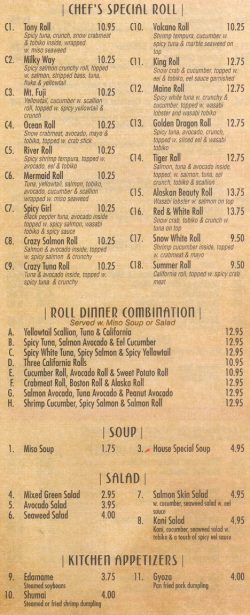 | CHEF'S SPECIAL ROLL |
C1. Tony Roll 10.95
Spicy tuna, crunch, snow crabmeat
& tobiko inside, wrapped
w. miso seaweed
C2. Milky Way 10.25
Spicy salmon crunchy roll, topped
w. salmon, striped bass, tuna,
fluke & yellowtail
C3. Mt. Fuji 10.25
Yellowtail, cucumber w. scallion
roll, topped w. spicy crunch &
yellowtail
C4. Ocean Roll 10.25
Snow crabmeat, avocado, mayo &
tobiko, topped w. crab stick
C5. River Roll 10.25
Spicy shrimp tempura, topped w.
avocado, eel & tobiko
C6. Mermaid Roll 10.25
Tuna, yellowtail, salmon, tobiko,
avocado, cucumber & scallion
wrapped w. miso seaweed
C7. Spicy Girl 10.25
Black pepper tuna, avocado inside
topped w. spicy salmon, wasabi
tobiko & spicy sauce
C8. Crazy Salmon Roll 10.25
Salmon & avocado inside, topped
w. spicy salmon & crunchy
C9. Crazy Tuna Roll 10.25
Tuna & avocado inside, topped w.
spicy tuna & crunch
C10. Volcano Roll 10.25
Shrimp tempura, cucumber, topped w.
spicy tuna & marble seaweed on
top
C11. King Roll 12.75
Snow crab & cucumber, topped w. eel
& tobiko, eel sauce garnished
C12. Maine Roll 12.75
Spicy white tuna w. crunchy &
cucumber, topped w. wasabi
lobster and wasabi tobiko
C13. Golden Dragon Roll 12.75
Spicy tuna, avocado, crunch,
topped w. sliced eel & wasabi
tobiko
C14. Tiger Roll 12.75
Salmon, tuna & avocado inside,
topped, w. salmon, tuna, eel
crunch, tobiko & scallion
C15. Alaskan Beauty Roll 13.75
Wasabi lobster w. salmon on top
C16. Red & White Roll 13.75
Snow crab, tobiko & crunch w.
tuna on top
C17. Snow White Roll 9.50
Shrimp cucumber inside, topped
w. crabmeat & mayo
C18. Summer Roll 9.50
California roll, topped w. spicy crab
meat
| ROLL DINNER COMBINATION |
Served w. Miso Soup or Salad
A. Yellowtail Scallion, Tuna & California 12.95
B. Spicy Tuna, Salmon Avocado & Eel Cucumber 12.95
C. Spicy White Tuna, Spicy Salmon & Spicy Yellowtail 12.95
D. Three California Rolls 10.95
E. Cucumber Roll, Avocado Roll & Sweet Potato Roll 10.95
F. Crabmeat Roll, Boston Roll & Alaska Roll 12.95
G. Salmon Avocado, Tuna Avocado & Peanut Avocado 12.95
H. Shrimp Cucumber, Spicy Salmon & Salmon Roll 12.95
| SOUP |
1. Miso Soup 1.75
3. House Special Soup 4.95
| SALAD |
4. Mixed Green Salad 2.95
5. Avocado Salad 3.95
6. Seaweed Salad 4.00
7. Salmon Skin Salad 4.95
w. cucumber, seaweed salad w. eel
sauce
8. Kani Salad 4.95
Kani, cucumber, seaweed salad w.
tobiko & a touch of spicy eel sauce
| KITCHEN APPETIZERS |
9. Edamame 3.75
Steamed soybeans
10. Shumai 4.00
Steamed or fried shrimp dumpling
11. Gyoza 4.00
Pan fried pork dumpling